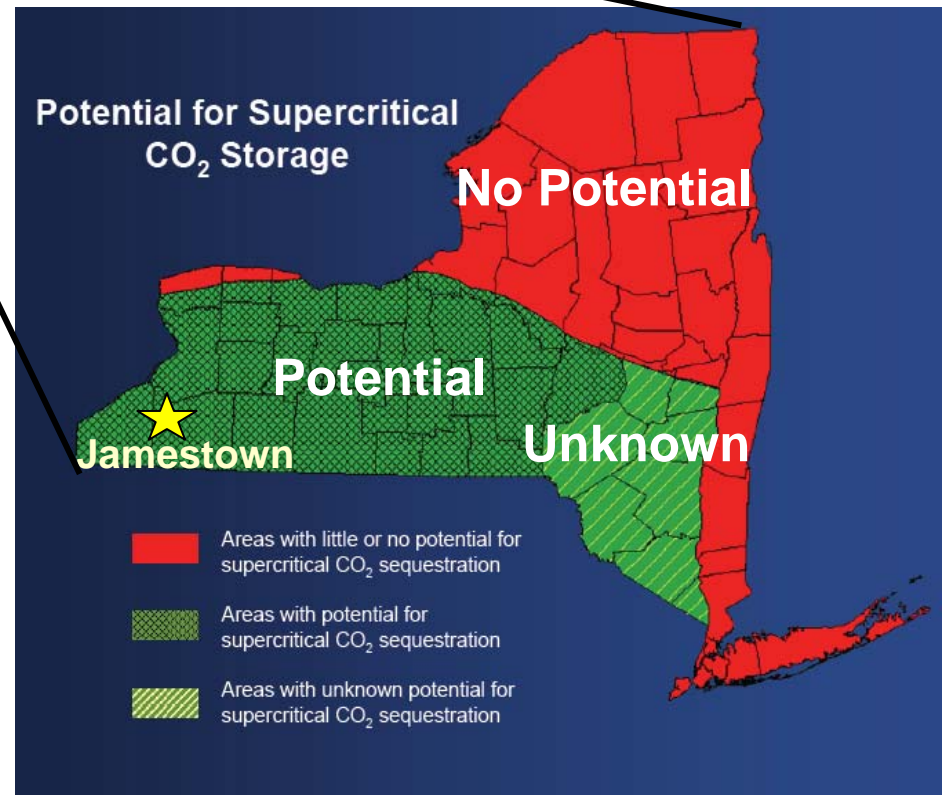 Potential for Supercritical
CO₂ Storage
No Potential
Potential
Unknown
Jamestown
Areas with little or no potential for
supercritical CO₂ sequestration
Areas with potential for
supercritical CO₂ sequestration
Areas with unknown potential for
supercritical CO₂ sequestration